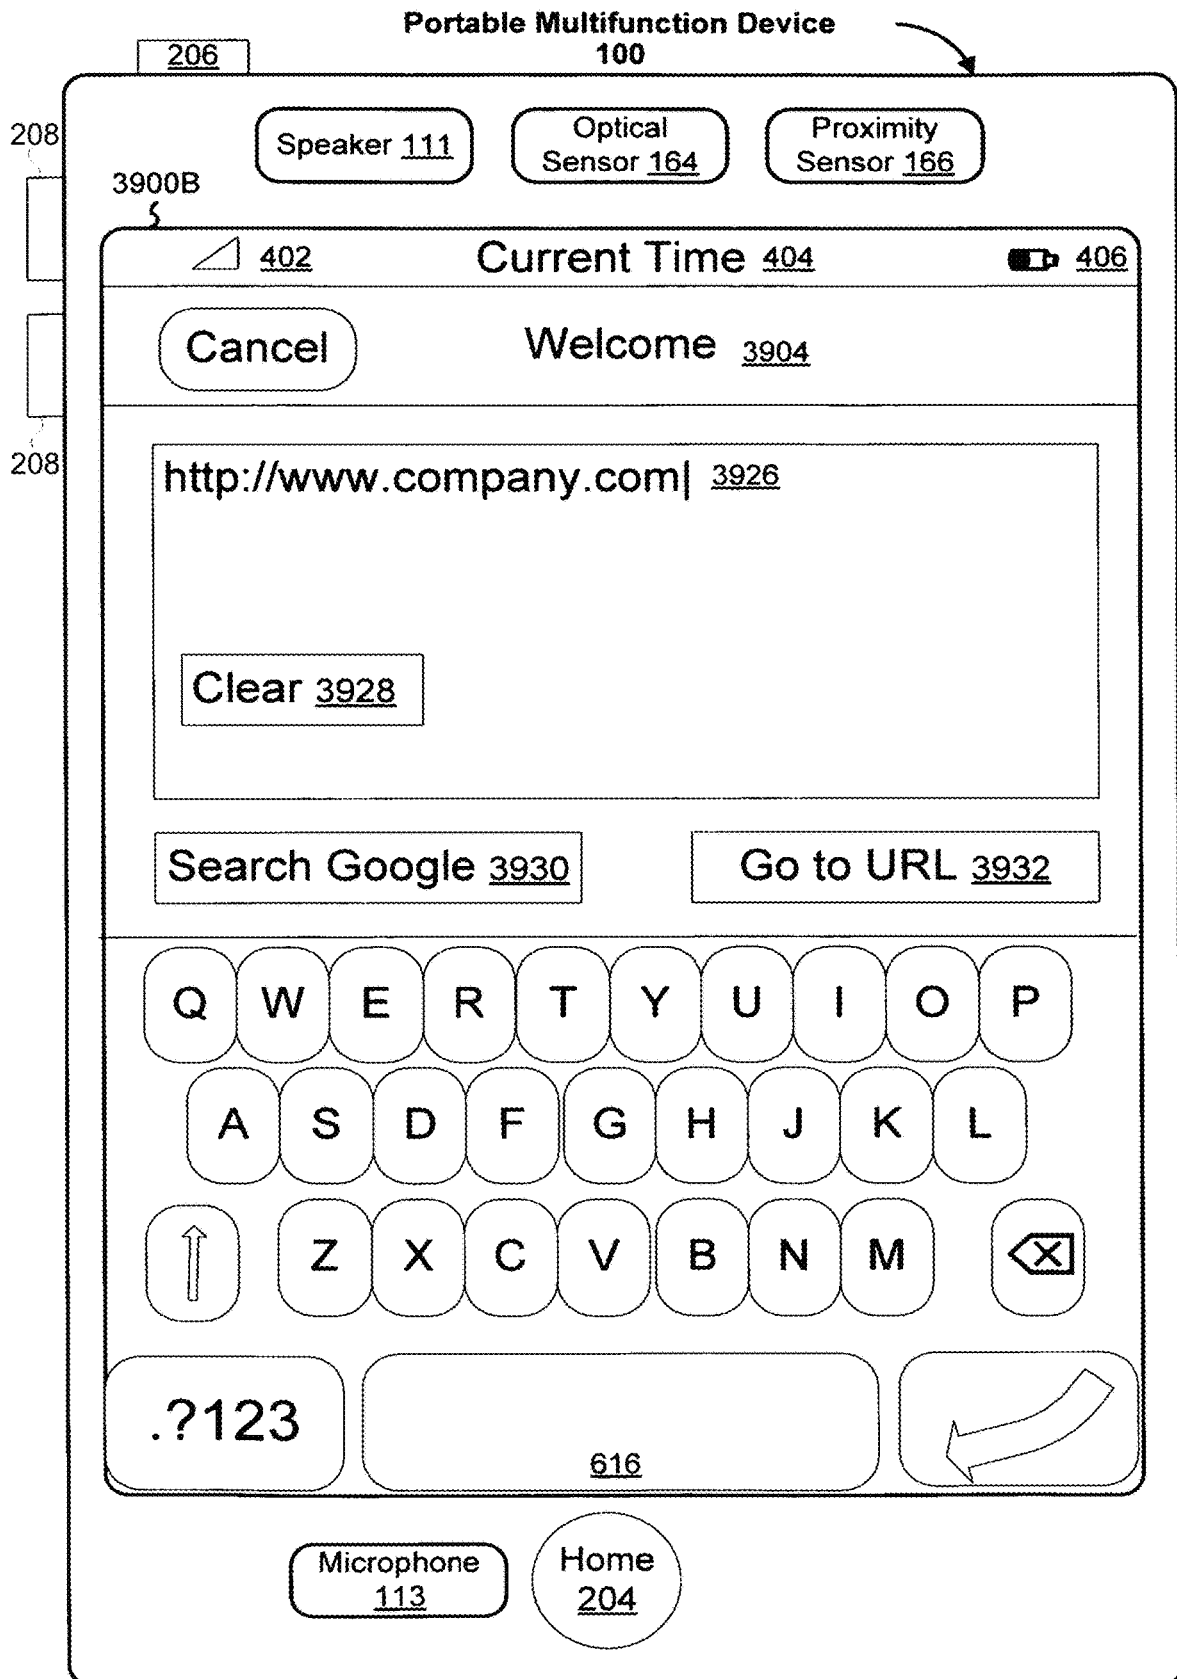 Portable Multifunction Device
100
206
208
Speaker 111
Optical
Sensor 164
Proximity
Sensor 166
3900B
402 Current Time 404 406
Cancel Welcome 3904
208
http://www.company.com| 3926
Clear 3928
Search Google 3930 Go to URL 3932
Q W E R T Y U I O P
A S D F G H J K L
Z X C V B N M
.?123
616
Microphone
113
Home
204